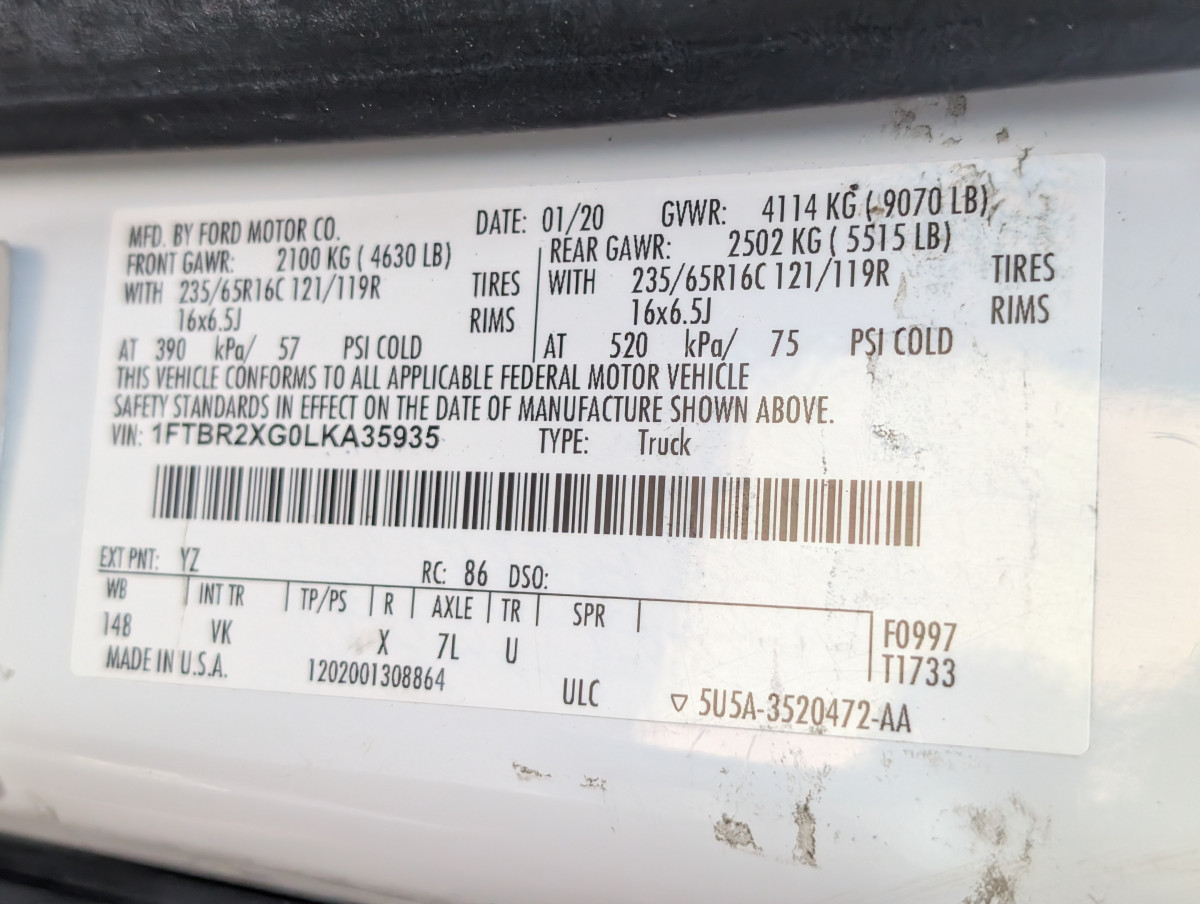 MFD. BY FORD MOTOR CO. DATE: 01/20 GVWR: 4114 KG ( 9070 LB)
FRONT GAWR: 2100 KG ( 4630 LB) REAR GAWR: 2502 KG ( 5515 LB)
WITH 235/65R16C 121/119R TIRES WITH 235/65R16C 121/119R TIRES
16x6.5J RIMS 16x6.5J RIMS
AT 390 kPa/ 57 PSI COLD AT 520 kPa/ 75 PSI COLD
THIS VEHICLE CONFORMS TO ALL APPLICABLE FEDERAL MOTOR VEHICLE
SAFETY STANDARDS IN EFFECT ON THE DATE OF MANUFACTURE SHOWN ABOVE.
VIN: 1FTBR2XG0LKA35935 TYPE: Truck
EXT PNT: YZ RC: 86 DSO:
WB INT TR TP/PS R AXLE TR SPR
148 VK X 7L U F0997
T1733
MADE IN U.S.A. 1202001308864 ULC ▽ 5U5A-3520472-AA